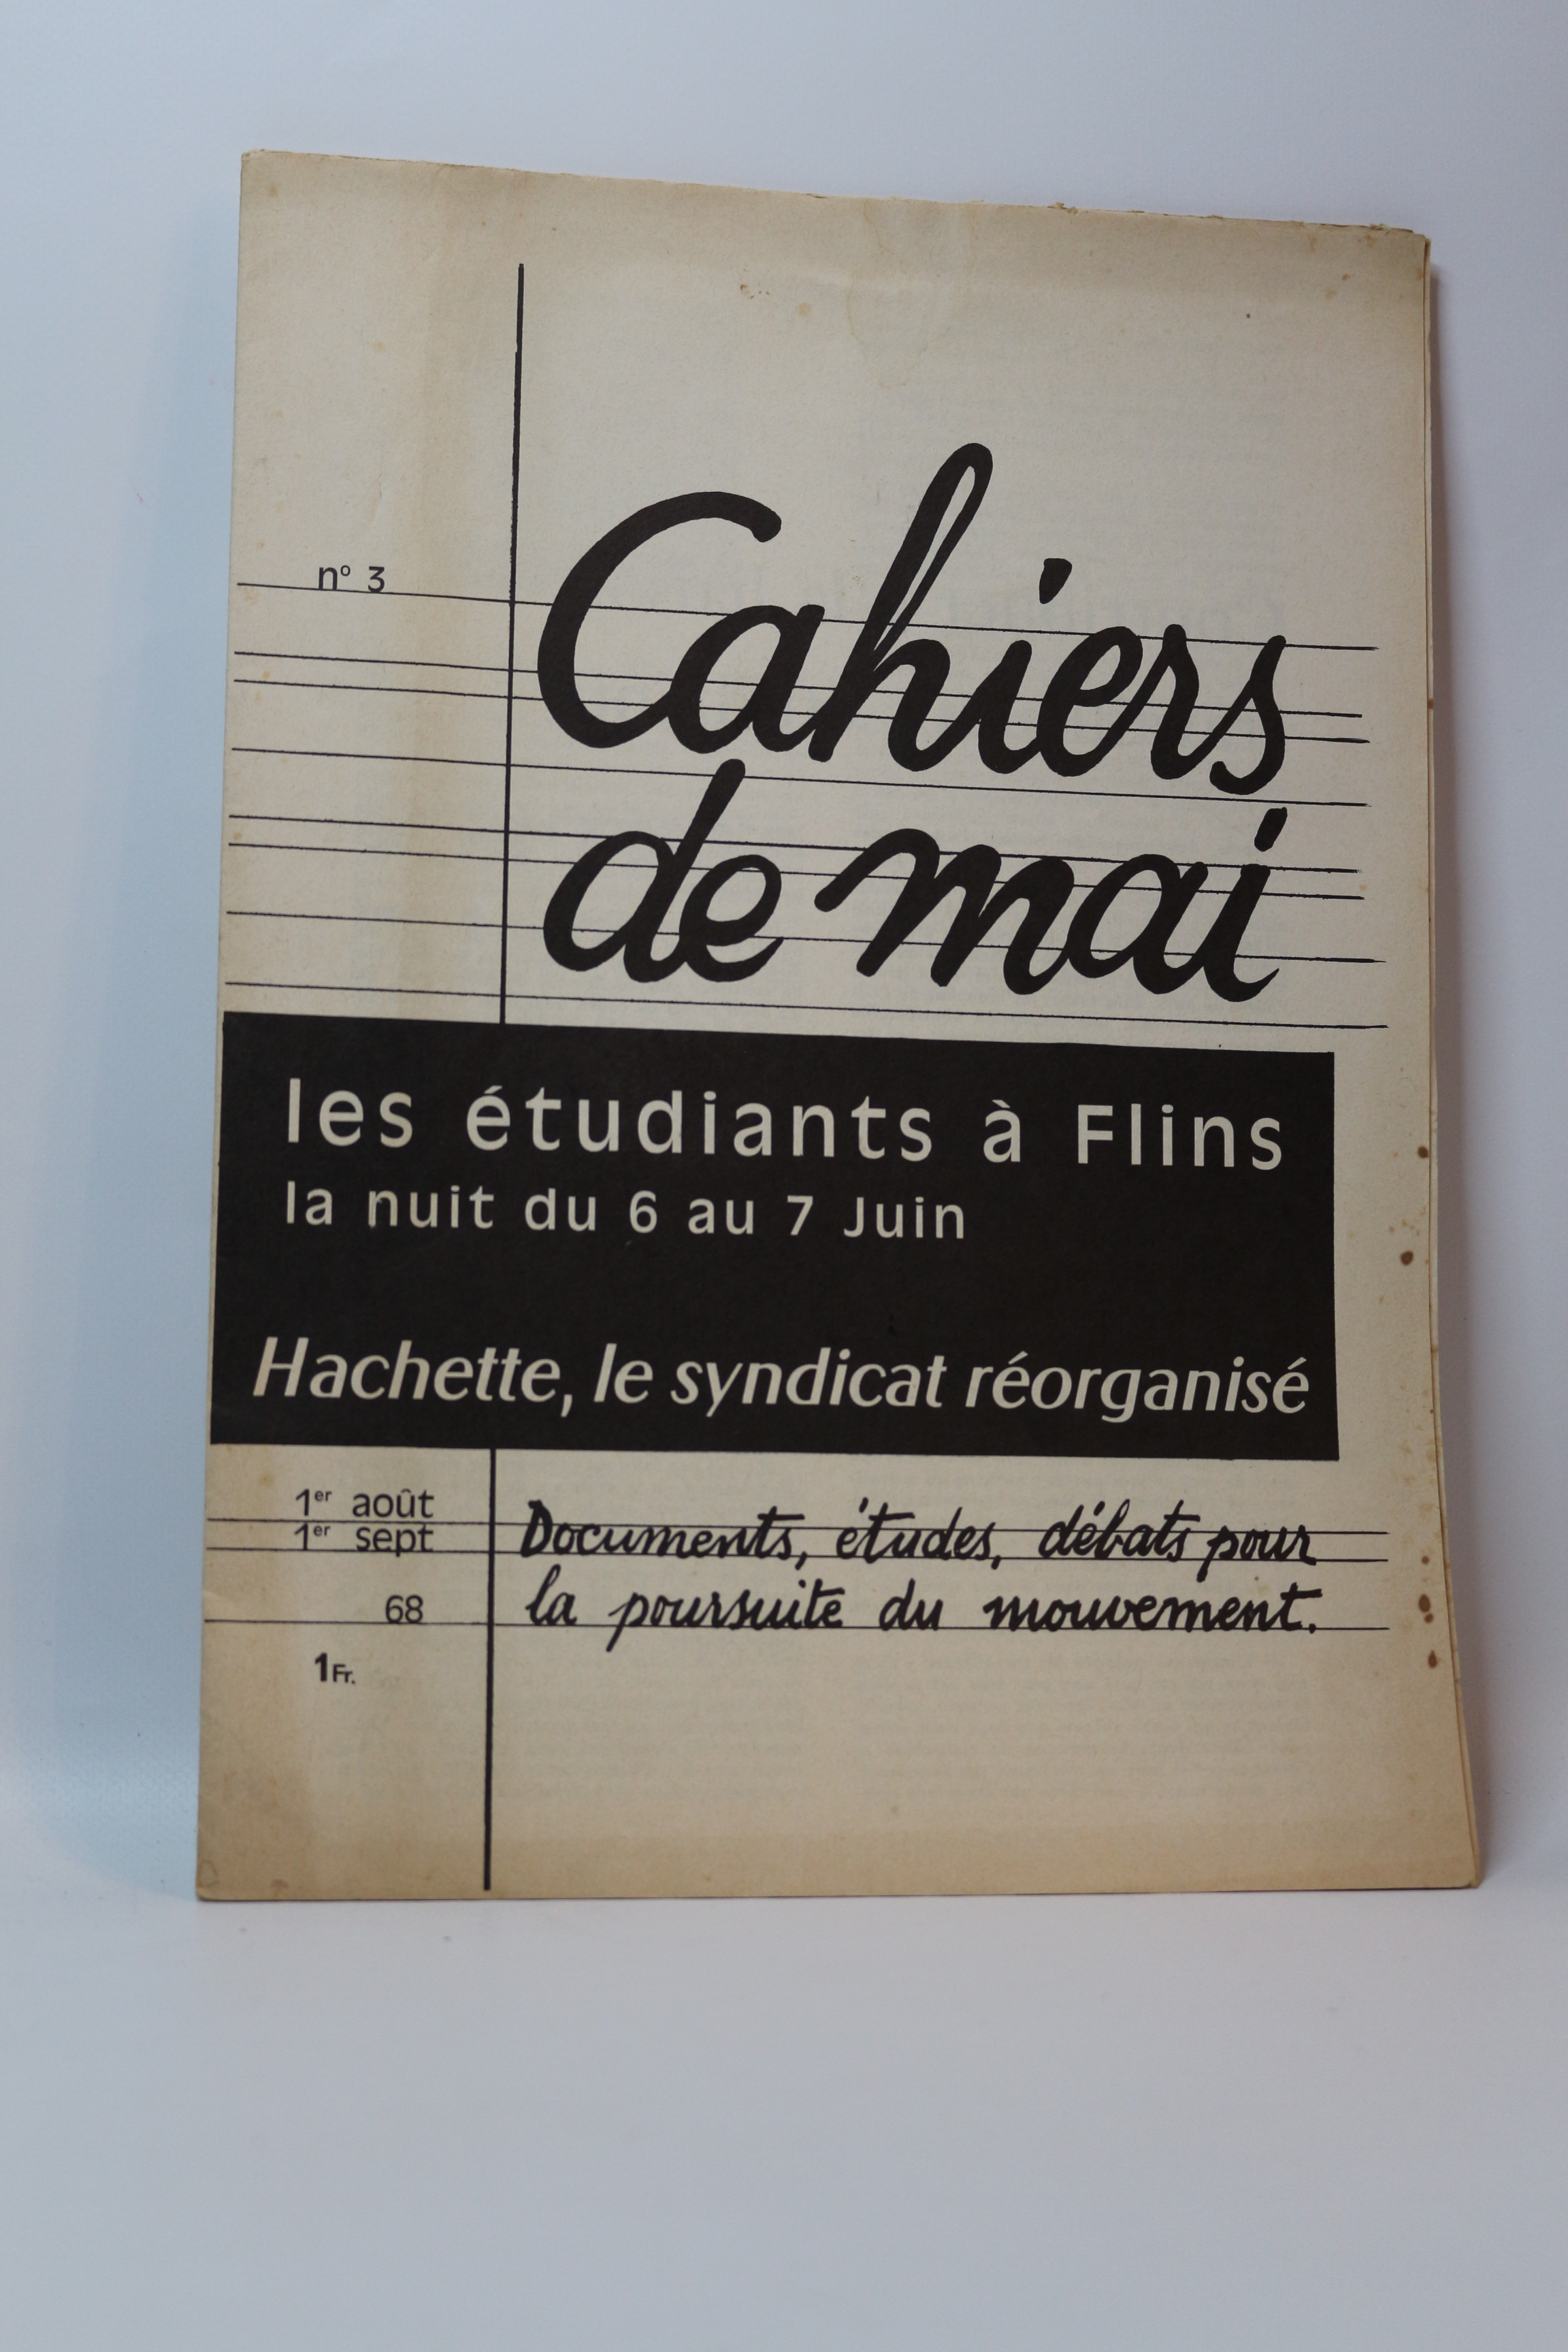 n° 3
Cahiers
de mai
les étudiants à Flins
la nuit du 6 au 7 Juin
Hachette, le syndicat réorganisé
1er août
1er sept
68
1Fr.
Documents, études, débats pour
la poursuite du mouvement.